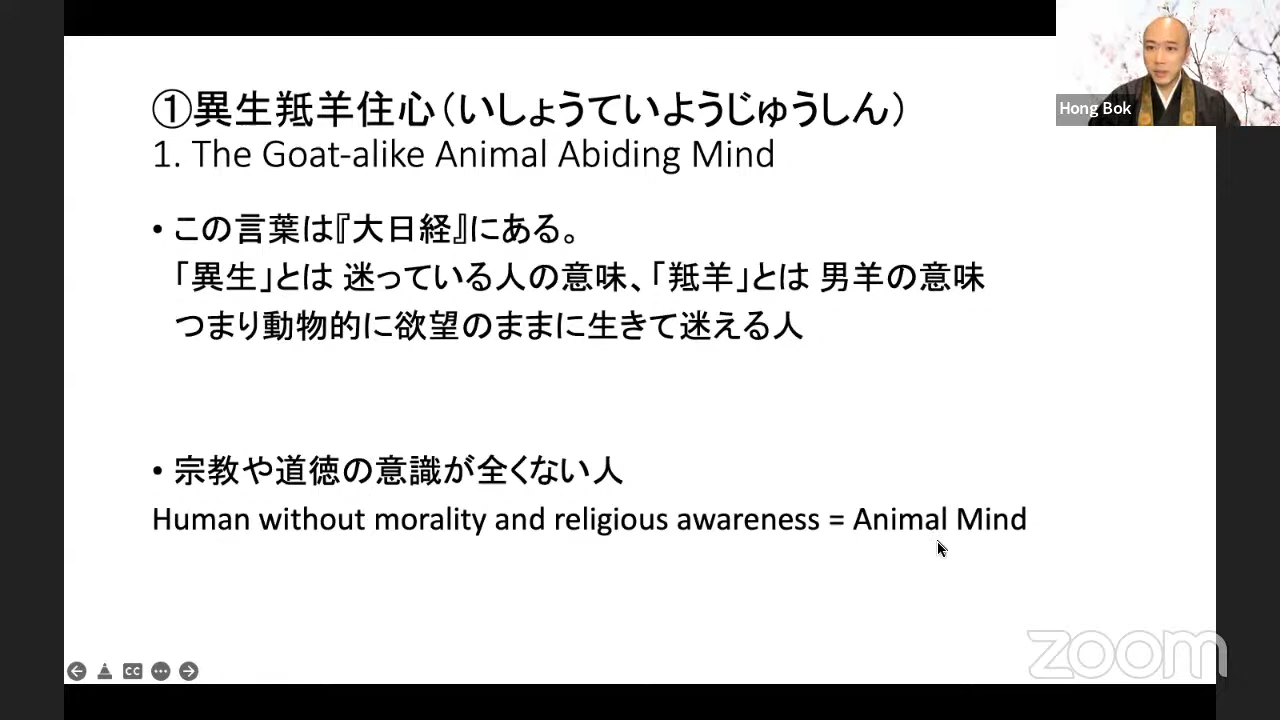 ①異生羝羊住心（いしょうていようじゅうしん）
1. The Goat-alike Animal Abiding Mind
• この言葉は『大日経』にある。
「異生」とは 迷っている人の意味、「羝羊」とは 男羊の意味
つまり動物的に欲望のままに生きて迷える人
• 宗教や道徳の意識が全くない人
Human without morality and religious awareness = Animal Mind
Hong Bok
CC
zoom